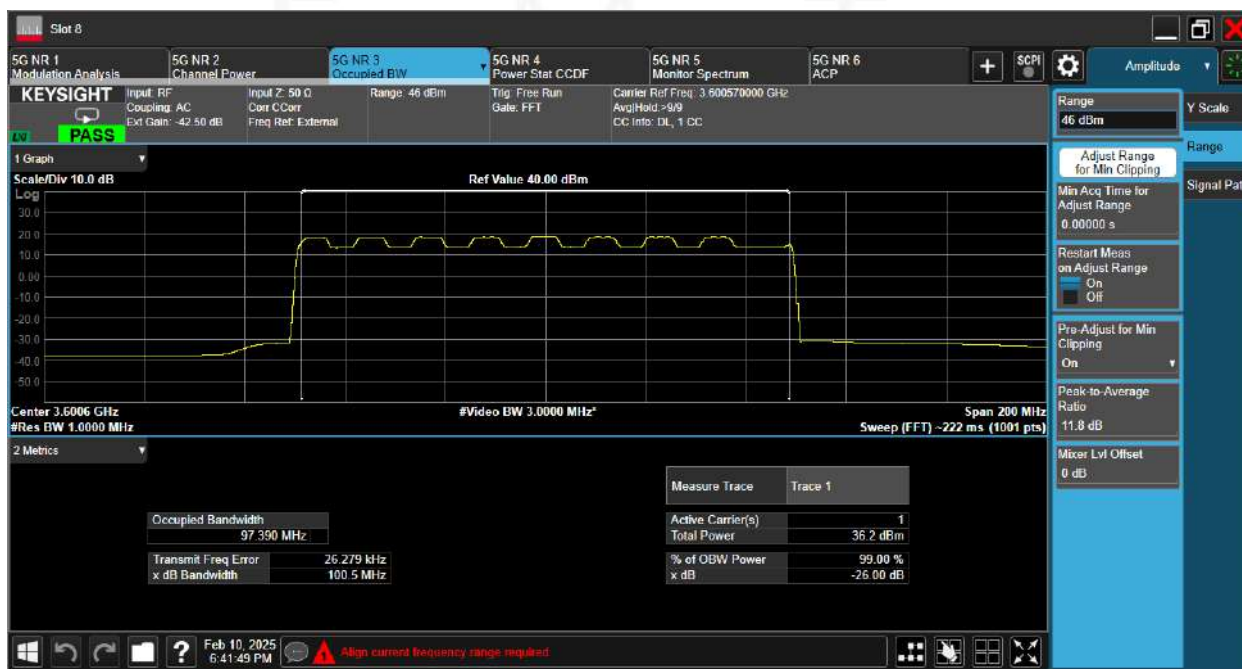 Slot 8
5G NR 1
Modulation Analysis
5G NR 2
Channel Power
5G NR 3
Occupied BW
5G NR 4
Power Stat CCDF
5G NR 5
Monitor Spectrum
5G NR 6
ACP
SCPI
Amplitude
KEYSIGHT
LXI
PASS
Input: RF
Coupling: AC
Ext Gain: -42.50 dB
Input Z: 50 Ω
Corr CCorr
Freq Ref: External
Range: 46 dBm
Trig: Free Run
Gate: FFT
Carrier Ref Freq: 3.600570000 GHz
Avg|Hold:>9/9
CC Info: DL, 1 CC
1 Graph
Scale/Div 10.0 dB
Ref Value 40.00 dBm
Log
30.0
20.0
10.0
0.00
-10.0
-20.0
-30.0
-40.0
-50.0
Center 3.6006 GHz
#Video BW 3.0000 MHz*
Span 200 MHz
#Res BW 1.0000 MHz
Sweep (FFT) ~222 ms (1001 pts)
2 Metrics
Measure Trace Trace 1
Occupied Bandwidth
97.390 MHz
Active Carrier(s) 1
Total Power 36.2 dBm
Transmit Freq Error 26.279 kHz
x dB Bandwidth 100.5 MHz
% of OBW Power 99.00 %
x dB -26.00 dB
Range
46 dBm
Adjust Range
for Min Clipping
Min Acq Time for
Adjust Range
0.00000 s
Restart Meas
on Adjust Range
On
Off
Pre-Adjust for Min
Clipping
On
Peak-to-Average
Ratio
11.8 dB
Mixer Lvl Offset
0 dB
Y Scale
Range
Signal Pat
?
Feb 10, 2025
6:41:49 PM
Align current frequency range required